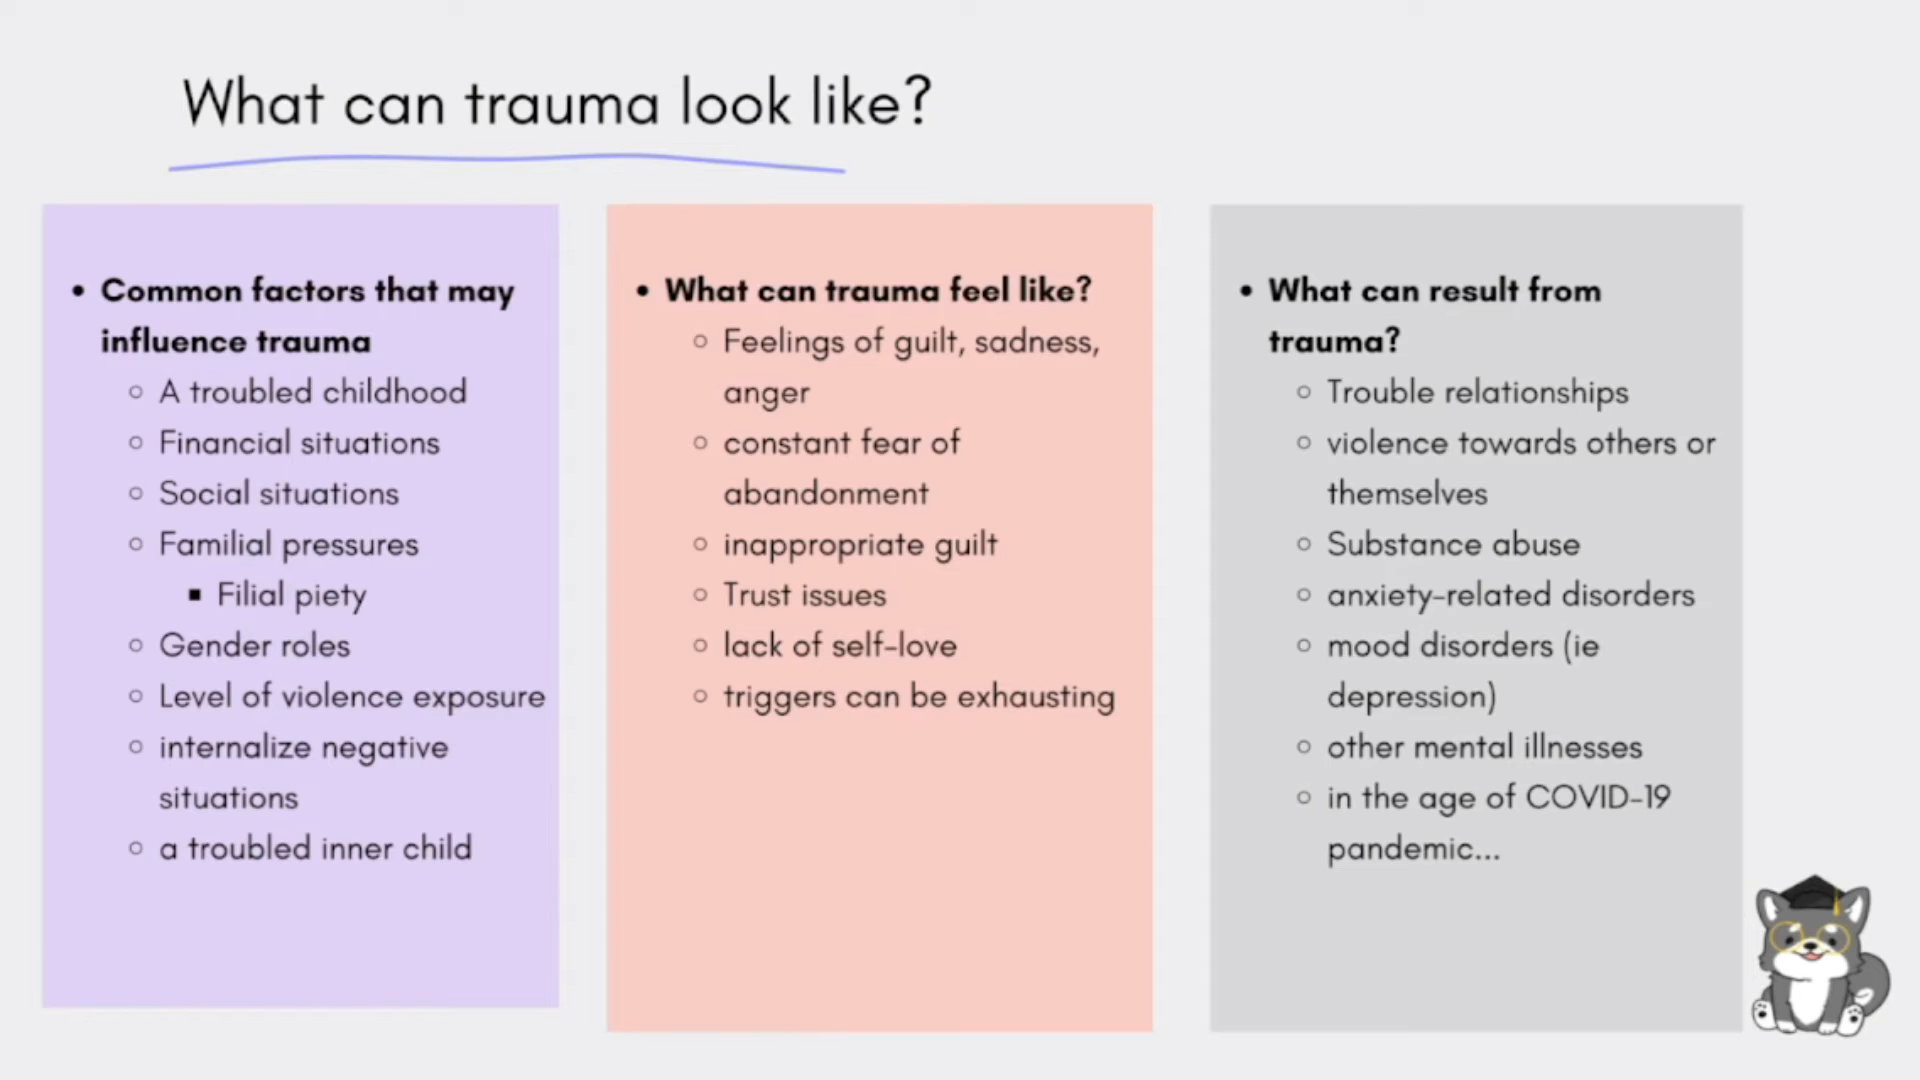 What can trauma look like?
• Common factors that may
influence trauma
○ A troubled childhood
○ Financial situations
○ Social situations
○ Familial pressures
▪ Filial piety
○ Gender roles
○ Level of violence exposure
○ internalize negative
situations
○ a troubled inner child
• What can trauma feel like?
○ Feelings of guilt, sadness,
anger
○ constant fear of
abandonment
○ inappropriate guilt
○ Trust issues
○ lack of self-love
○ triggers can be exhausting
• What can result from
trauma?
○ Trouble relationships
○ violence towards others or
themselves
○ Substance abuse
○ anxiety-related disorders
○ mood disorders (ie
depression)
○ other mental illnesses
○ in the age of COVID-19
pandemic...